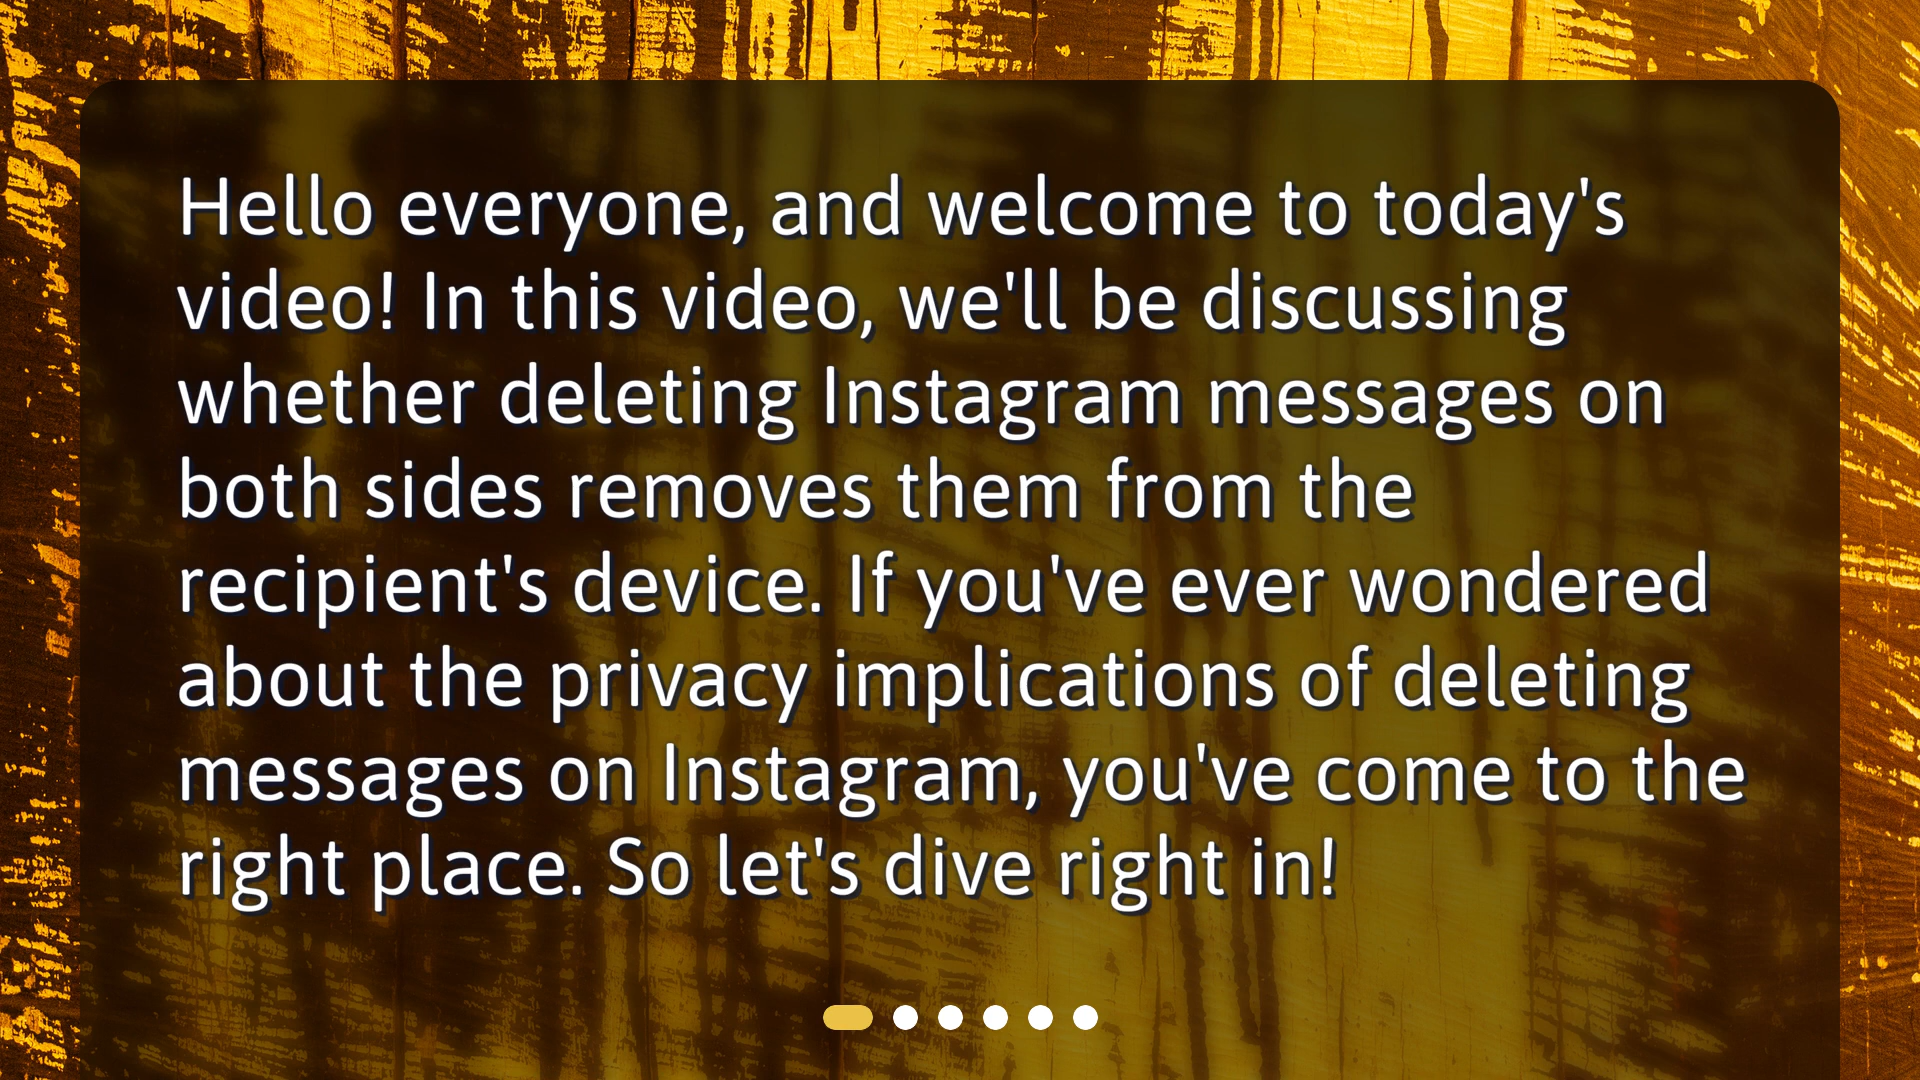 Hello everyone, and welcome to today's
video! In this video, we'll be discussing
whether deleting Instagram messages on
both sides removes them from the
recipient's device. If you've ever wondered
about the privacy implications of deleting
messages on Instagram, you've come to the
right place. So let's dive right in!